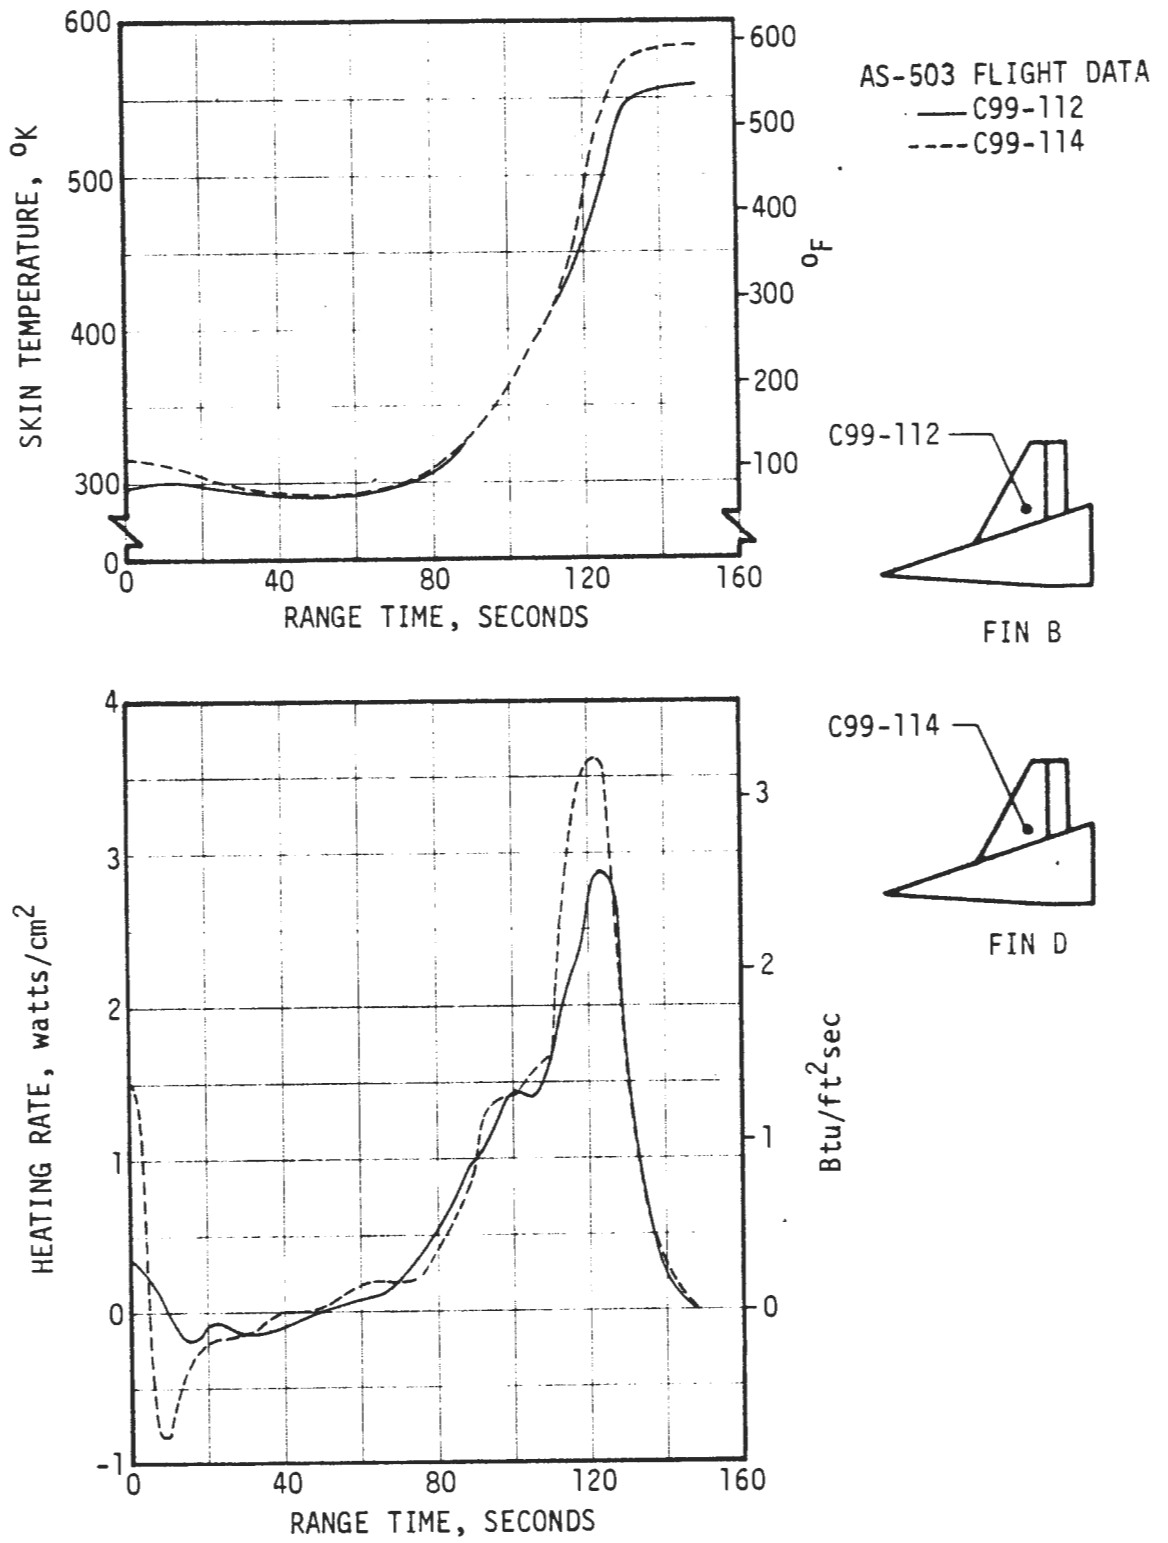 AS-503 FLIGHT DATA
C99-112
C99-114
SKIN TEMPERATURE, ºK
600
500
400
300
0
ºF
600
500
400
300
200
100
0 40 80 120 160
RANGE TIME, SECONDS
C99-112
FIN B
HEATING RATE, watts/cm²
4
3
2
1
0
-1
Btu/ft²sec
3
2
1
0
0 40 80 120 160
RANGE TIME, SECONDS
C99-114
FIN D